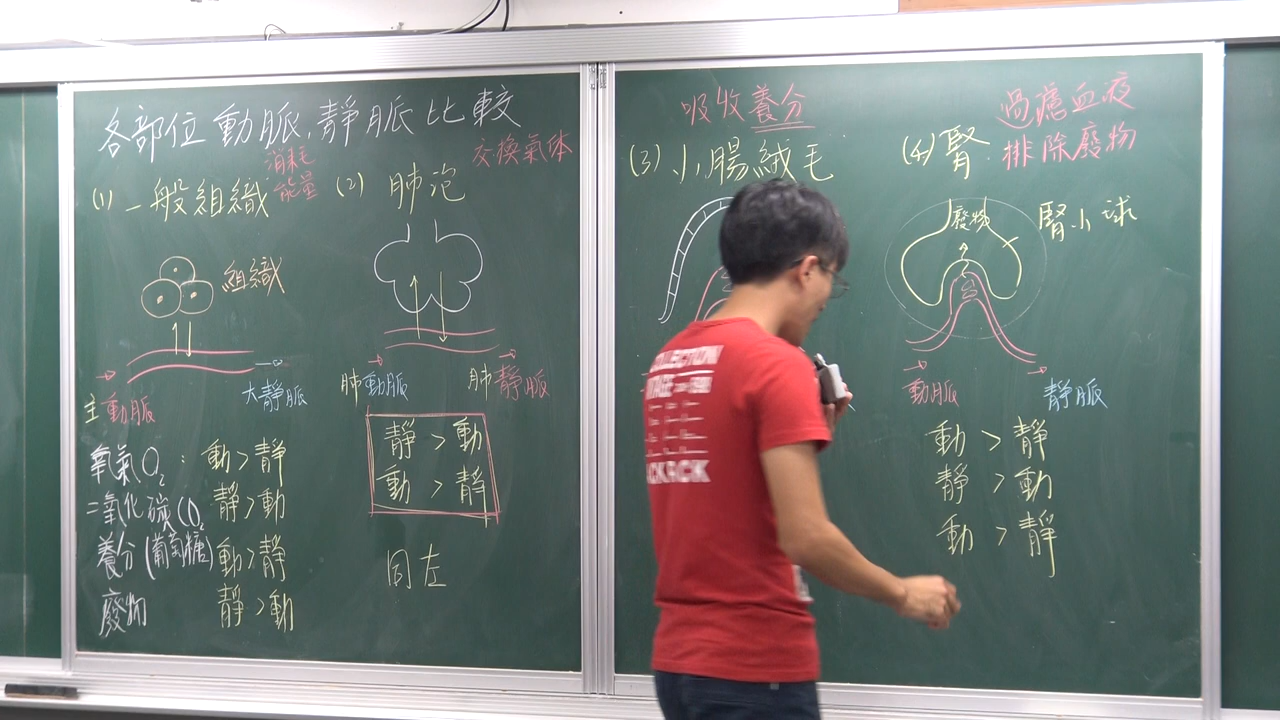 各部位動脈,靜脈比較
(1)一般組織
消耗
能量
組織
主動脈
大靜脈
氧氣O₂:動>靜
二氧化碳CO₂ 靜>動
養分(葡萄糖)動>靜
廢物 靜>動
(2)肺泡
交換氣体
肺動脈
肺靜脈
靜>動
動>靜
同左
吸收養分
(3)小腸絨毛
過濾血液
排除廢物
(4)腎
廢物
腎小球
動脈
靜脈
動>靜
靜>動
動>靜